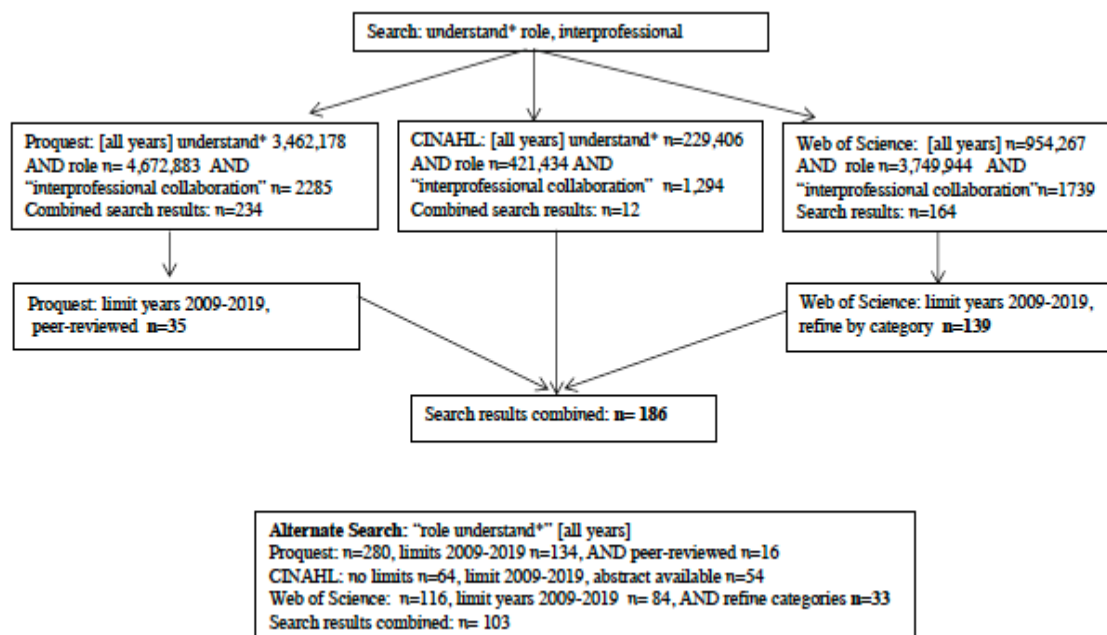 Search: understand* role, interprofessional
Proquest: [all years] understand* 3,462,178
AND role n= 4,672,883 AND
“interprofessional collaboration” n= 2285
Combined search results: n=234
CINAHL: [all years] understand* n=229,406
AND role n=421,434 AND
“interprofessional collaboration” n=1,294
Combined search results: n=12
Web of Science: [all years] n=954,267
AND role n=3,749,944 AND
“interprofessional collaboration”n=1739
Search results: n=164
Proquest: limit years 2009-2019,
peer-reviewed n=35
Web of Science: limit years 2009-2019,
refine by category n=139
Search results combined: n= 186
Alternate Search: “role understand*” [all years]
Proquest: n=280, limits 2009-2019 n=134, AND peer-reviewed n=16
CINAHL: no limits n=64, limit 2009-2019, abstract available n=54
Web of Science: n=116, limit years 2009-2019 n= 84, AND refine categories n=33
Search results combined: n= 103